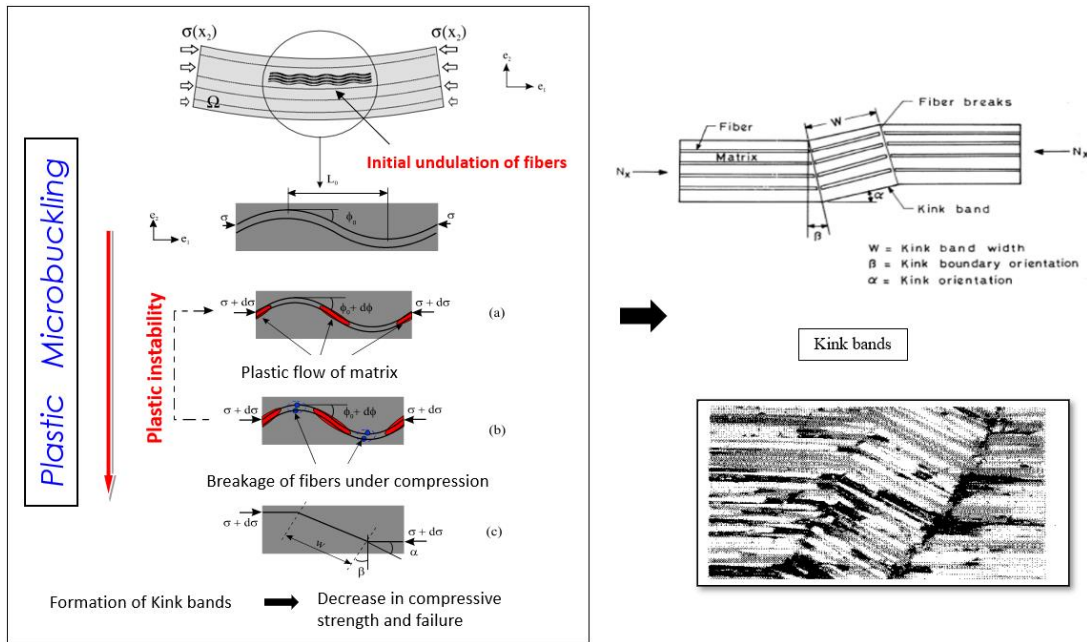 σ(x₂)
σ(x₂)
e₂
e₁
Ω
Initial undulation of fibers
L₀
e₂
e₁
σ
ϕ₀
σ
Plastic Microbuckling
Plastic instability
σ + dσ
ϕ₀+ dϕ
σ + dσ
(a)
Plastic flow of matrix
σ + dσ
ϕ₀+ dϕ
σ + dσ
(b)
Breakage of fibers under compression
σ + dσ
σ + dσ
(c)
α
β
Formation of Kink bands
Decrease in compressive
strength and failure
Fiber breaks
W
Fiber
Matrix
Nₓ
Nₓ
α
Kink band
β
W = Kink band width
β = Kink boundary orientation
α = Kink orientation
Kink bands